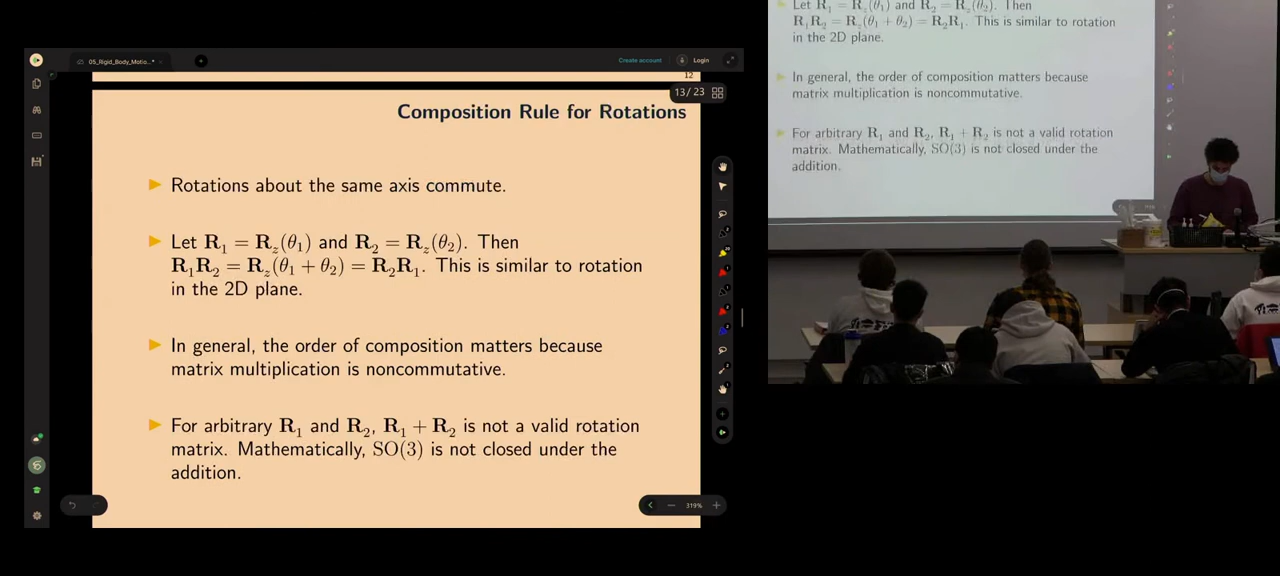 05_Rigid_Body_Motio...*
Create account
Login
12
13/ 23
Composition Rule for Rotations
► Rotations about the same axis commute.
► Let R₁ = R_z(θ₁) and R₂ = R_z(θ₂). Then
R₁R₂ = R_z(θ₁ + θ₂) = R₂R₁. This is similar to rotation
in the 2D plane.
► In general, the order of composition matters because
matrix multiplication is noncommutative.
► For arbitrary R₁ and R₂, R₁ + R₂ is not a valid rotation
matrix. Mathematically, SO(3) is not closed under the
addition.
319%
► Let R₁ = R_z(θ₁) and R₂ = R_z(θ₂). Then
R₁R₂ = R_z(θ₁ + θ₂) = R₂R₁. This is similar to rotation
in the 2D plane.
► In general, the order of composition matters because
matrix multiplication is noncommutative.
► For arbitrary R₁ and R₂, R₁ + R₂ is not a valid rotation
matrix. Mathematically, SO(3) is not closed under the
addition.